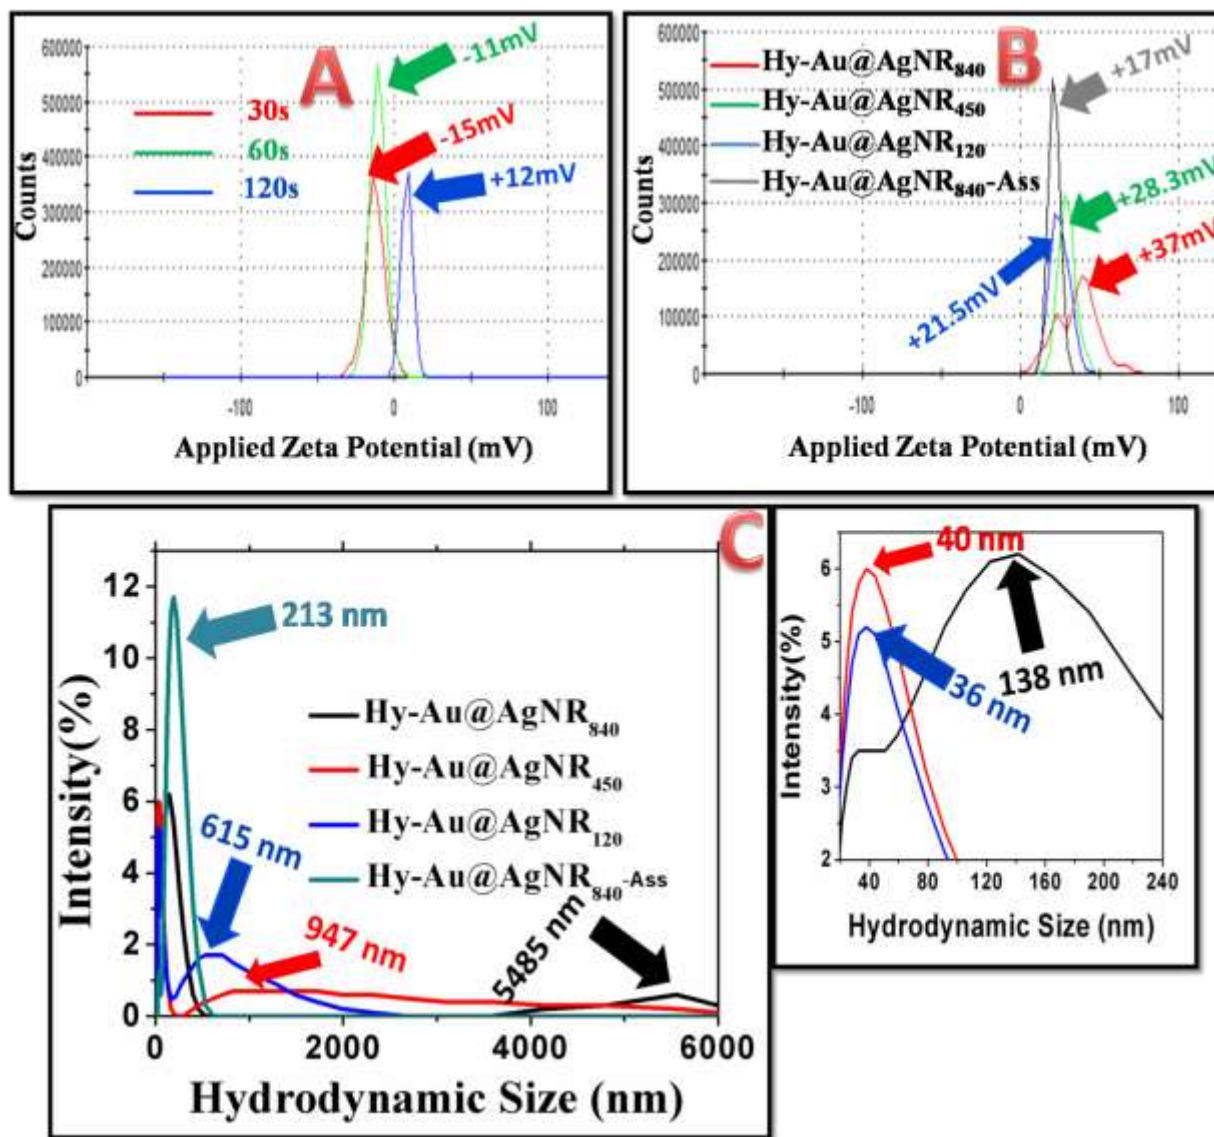 A
600000
500000
400000
300000
200000
100000
0
Counts
30s
60s
120s
-11mV
-15mV
+12mV
-100
0
100
Applied Zeta Potential (mV)
B
600000
500000
400000
300000
200000
100000
0
Counts
Hy-Au@AgNR840
Hy-Au@AgNR450
Hy-Au@AgNR120
Hy-Au@AgNR840-Ass
+17mV
+28.3mV
+37mV
+21.5mV
-100
0
100
Applied Zeta Potential (mV)
C
12
10
8
6
4
2
0
Intensity(%)
213 nm
Hy-Au@AgNR840
Hy-Au@AgNR450
Hy-Au@AgNR120
Hy-Au@AgNR840-Ass
615 nm
947 nm
5485 nm
0
2000
4000
6000
Hydrodynamic Size (nm)
6
5
4
3
2
Intensity(%)
40 nm
36 nm
138 nm
40
80
120
160
200
240
Hydrodynamic Size (nm)